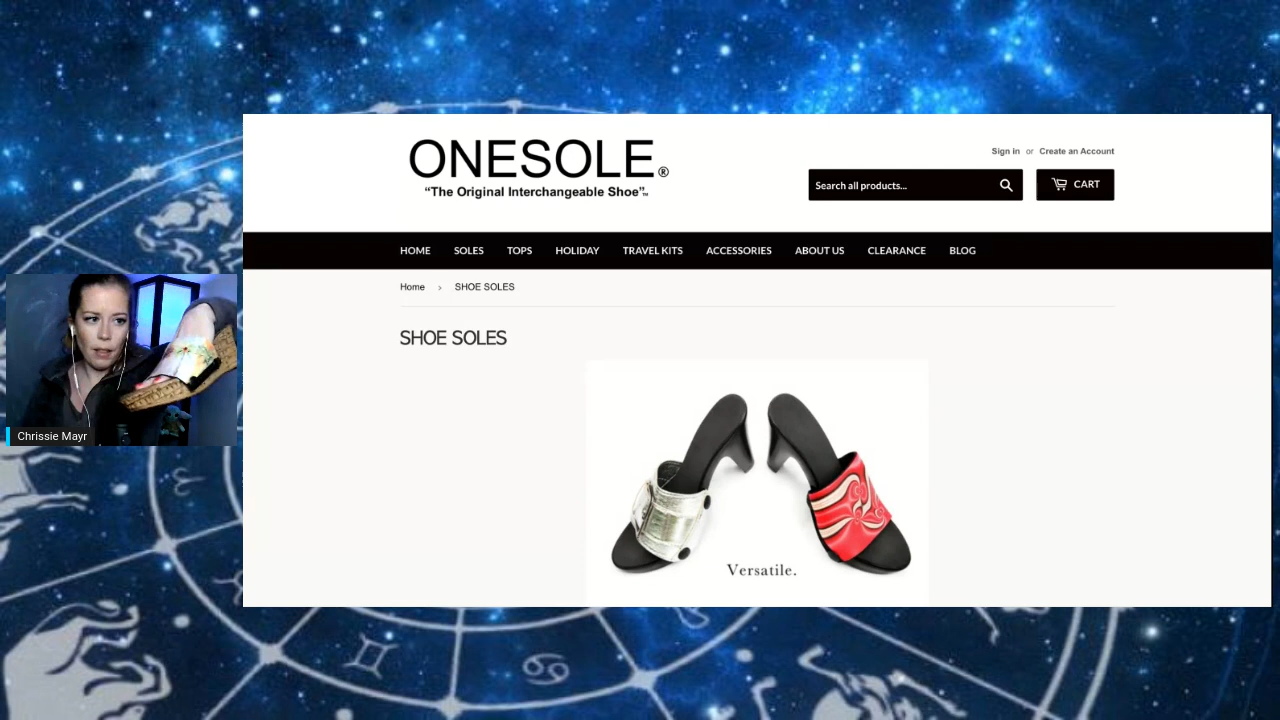 ONESOLE®
“The Original Interchangeable Shoe”™
Sign in or Create an Account
Search all products...
CART
HOME SOLES TOPS HOLIDAY TRAVEL KITS ACCESSORIES ABOUT US CLEARANCE BLOG
Home › SHOE SOLES
SHOE SOLES
Versatile.
Chrissie Mayr